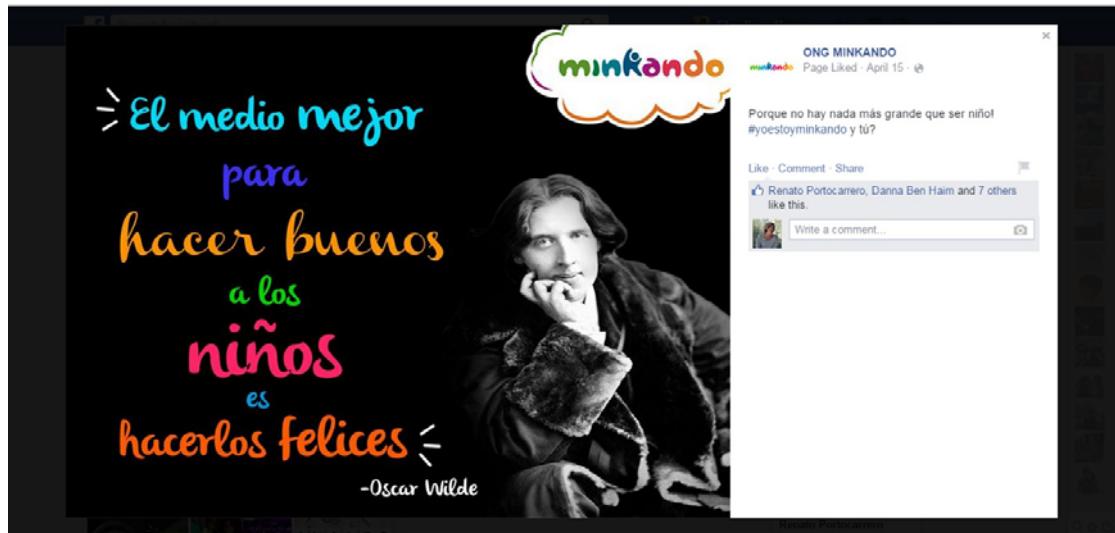 minkando
El medio mejor
para
hacer buenos
a los
niños
es
hacerlos felices
-Oscar Wilde
minkando
ONG MINKANDO
Page Liked · April 15 ·
Porque no hay nada más grande que ser niño!
#yoestoyminkando y tú?
Like · Comment · Share
Renato Portocarrero, Danna Ben Haim and 7 others
like this.
Write a comment...
Renato Portocarrero